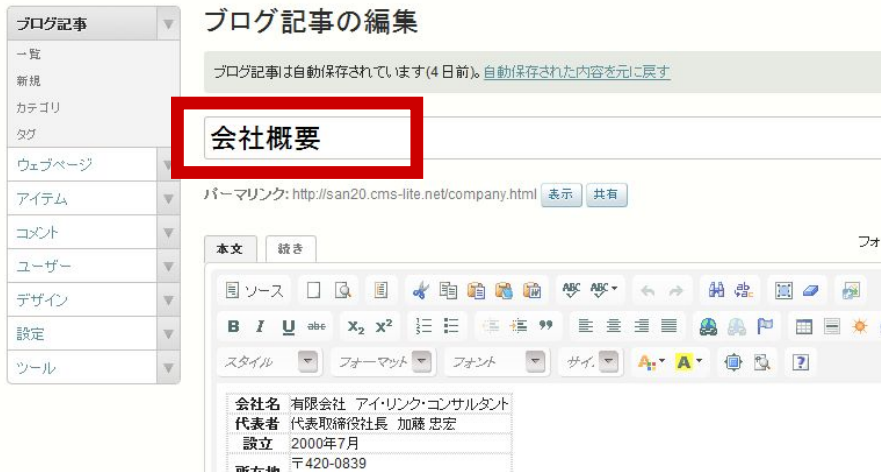 ブログ記事
一覧
新規
カテゴリ
タグ
ウェブページ
アイテム
コメント
ユーザー
デザイン
設定
ツール
ブログ記事の編集
ブログ記事は自動保存されています(4日前)。自動保存された内容を元に戻す
会社概要
パーマリンク: http://san20.cms-lite.net/company.html 表示 共有
本文 続き
フォ
ソース
B I U abc X₂ X²
スタイル フォーマット フォント サイ.
会社名 有限会社 アイ・リンク・コンサルタント
代表者 代表取締役社長 加藤 忠宏
設立 2000年7月
所在地 〒420-0839